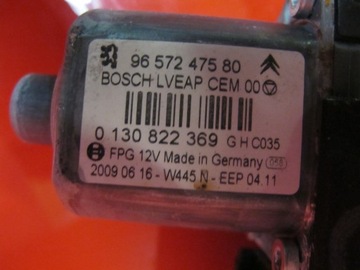 96 572 475 80
BOSCH LVEAP CEM 00
0 130 822 369 G H C035
FPG 12V Made in Germany
2009 06 16 - W445 N - EEP 04.11